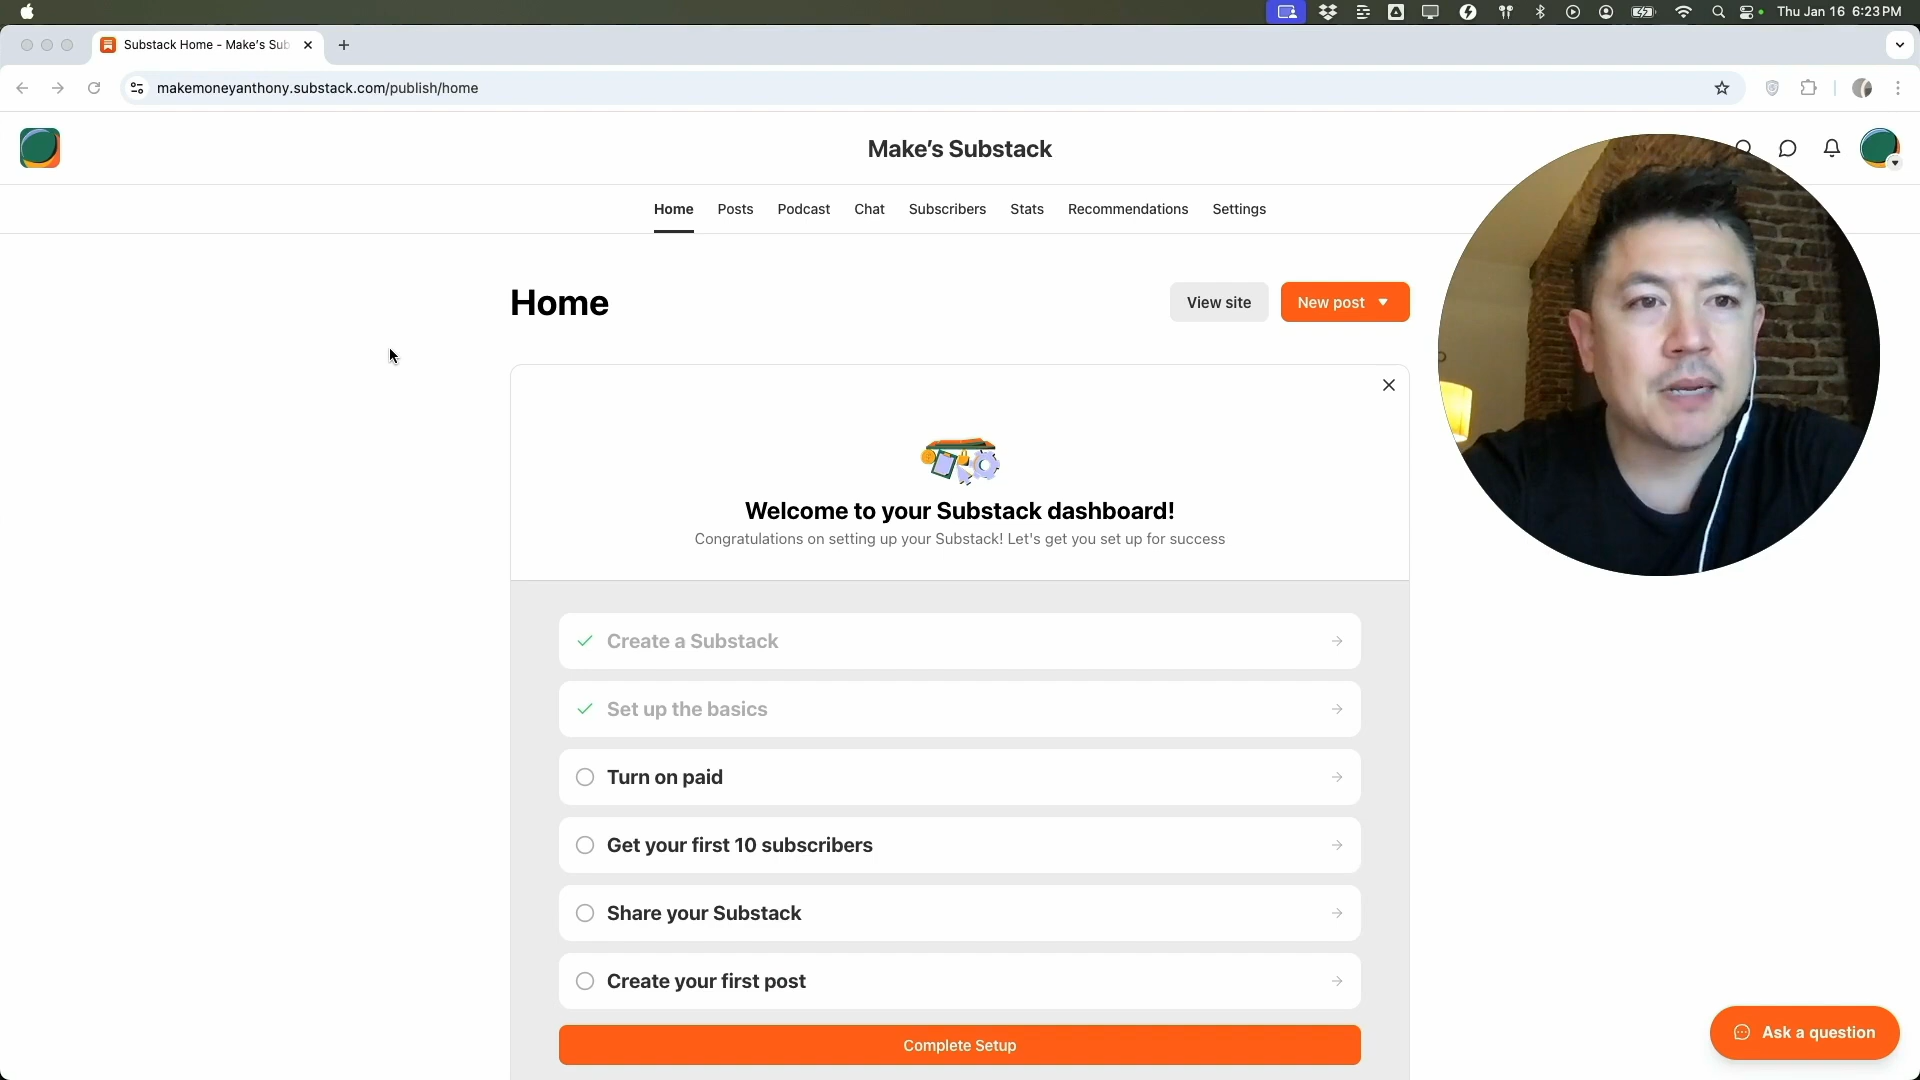 Thu Jan 16 6:23 PM
Substack Home - Make's Sub
makemoneyanthony.substack.com/publish/home
Make's Substack
Home
Posts
Podcast
Chat
Subscribers
Stats
Recommendations
Settings
Home
View site
New post
Welcome to your Substack dashboard!
Congratulations on setting up your Substack! Let's get you set up for success
Create a Substack
Set up the basics
Turn on paid
Get your first 10 subscribers
Share your Substack
Create your first post
Complete Setup
Ask a question